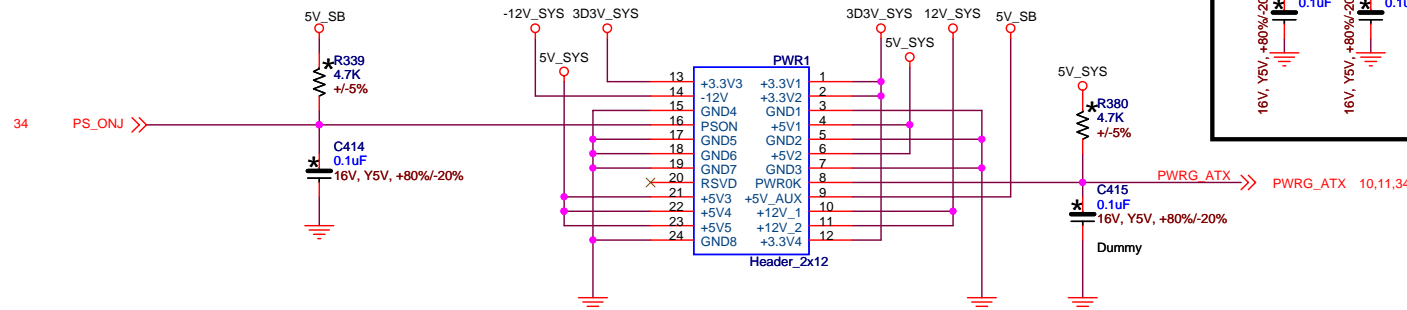 5V_SB
-12V_SYS 3D3V_SYS
5V_SYS
3D3V_SYS 12V_SYS 5V_SB
5V_SYS
0.1uF
16V, Y5V, +80%/-20
16V, Y5V, +80%/-20
R339
4.7K
+/-5%
PWR1
5V_SYS
R380
4.7K
+/-5%
34 PS_ONJ
13 +3.3V3 +3.3V1 1
14 -12V +3.3V2 2
15 GND4 GND1 3
16 PSON +5V1 4
17 GND5 GND2 5
18 GND6 +5V2 6
19 GND7 GND3 7
20 RSVD PWR0K 8
21 +5V3 +5V_AUX 9
22 +5V4 +12V_1 10
23 +5V5 +12V_2 11
24 GND8 +3.3V4 12
Header_2x12
C414
0.1uF
16V, Y5V, +80%/-20%
PWRG_ATX PWRG_ATX 10,11,34
C415
0.1uF
16V, Y5V, +80%/-20%
Dummy